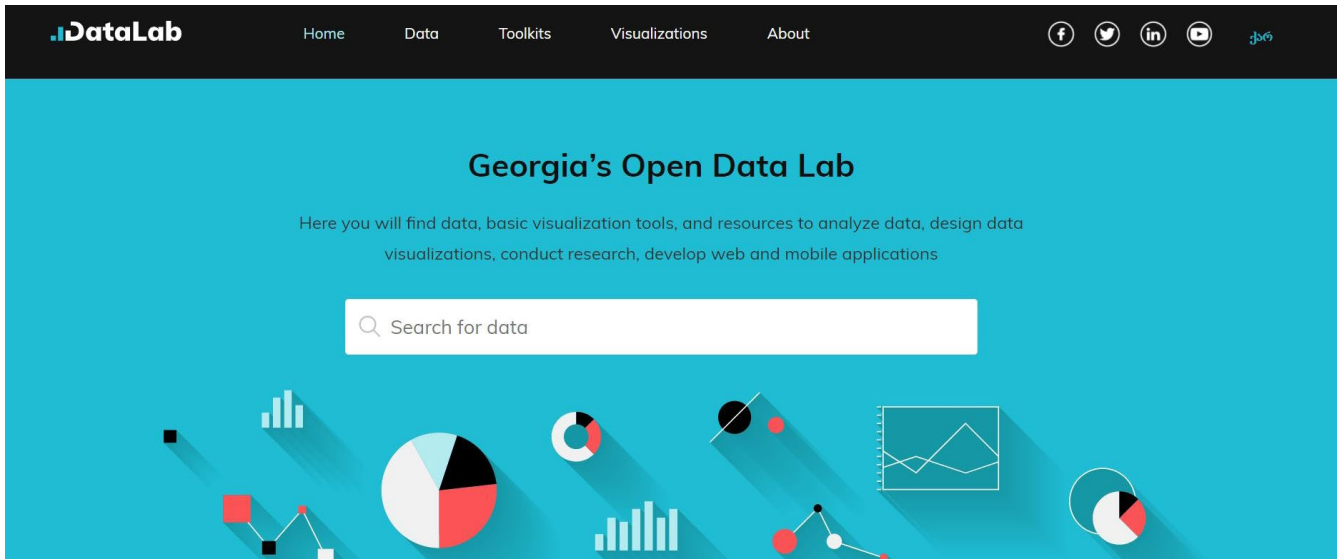 DataLab
Home Data Toolkits Visualizations About ქარ
Georgia's Open Data Lab
Here you will find data, basic visualization tools, and resources to analyze data, design data
visualizations, conduct research, develop web and mobile applications
Search for data